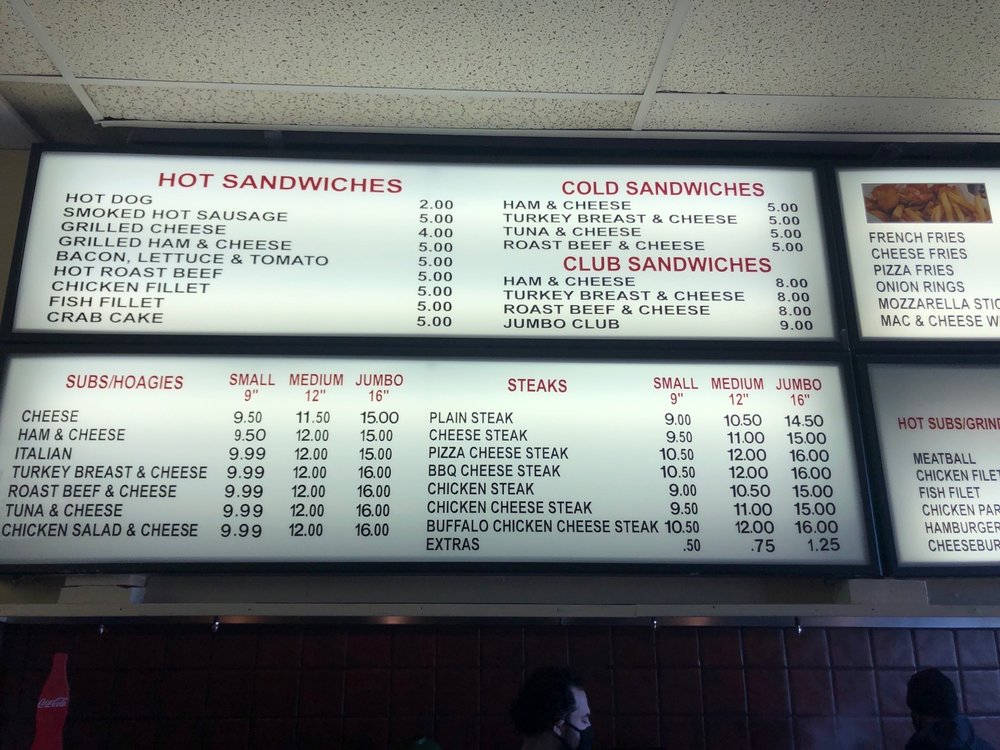 HOT SANDWICHES
HOT DOG 2.00
SMOKED HOT SAUSAGE 5.00
GRILLED CHEESE 4.00
GRILLED HAM & CHEESE 5.00
BACON, LETTUCE & TOMATO 5.00
HOT ROAST BEEF 5.00
CHICKEN FILLET 5.00
FISH FILLET 5.00
CRAB CAKE 5.00
COLD SANDWICHES
HAM & CHEESE 5.00
TURKEY BREAST & CHEESE 5.00
TUNA & CHEESE 5.00
ROAST BEEF & CHEESE 5.00
CLUB SANDWICHES
HAM & CHEESE 8.00
TURKEY BREAST & CHEESE 8.00
ROAST BEEF & CHEESE 8.00
JUMBO CLUB 9.00
FRENCH FRIES
CHEESE FRIES
PIZZA FRIES
ONION RINGS
MOZZARELLA STIC
MAC & CHEESE W
SUBS/HOAGIES SMALL MEDIUM JUMBO
9" 12" 16"
CHEESE 9.50 11.50 15.00
HAM & CHEESE 9.50 12.00 15.00
ITALIAN 9.99 12.00 15.00
TURKEY BREAST & CHEESE 9.99 12.00 16.00
ROAST BEEF & CHEESE 9.99 12.00 16.00
TUNA & CHEESE 9.99 12.00 16.00
CHICKEN SALAD & CHEESE 9.99 12.00 16.00
STEAKS SMALL MEDIUM JUMBO
9" 12" 16"
PLAIN STEAK 9.00 10.50 14.50
CHEESE STEAK 9.50 11.00 15.00
PIZZA CHEESE STEAK 10.50 12.00 16.00
BBQ CHEESE STEAK 10.50 12.00 16.00
CHICKEN STEAK 9.00 10.50 15.00
CHICKEN CHEESE STEAK 9.50 11.00 15.00
BUFFALO CHICKEN CHEESE STEAK 10.50 12.00 16.00
EXTRAS .50 .75 1.25
HOT SUBS/GRIND
MEATBALL
CHICKEN FILET
FISH FILET
CHICKEN PAR
HAMBURGER
CHEESEBUR
Coca-Cola